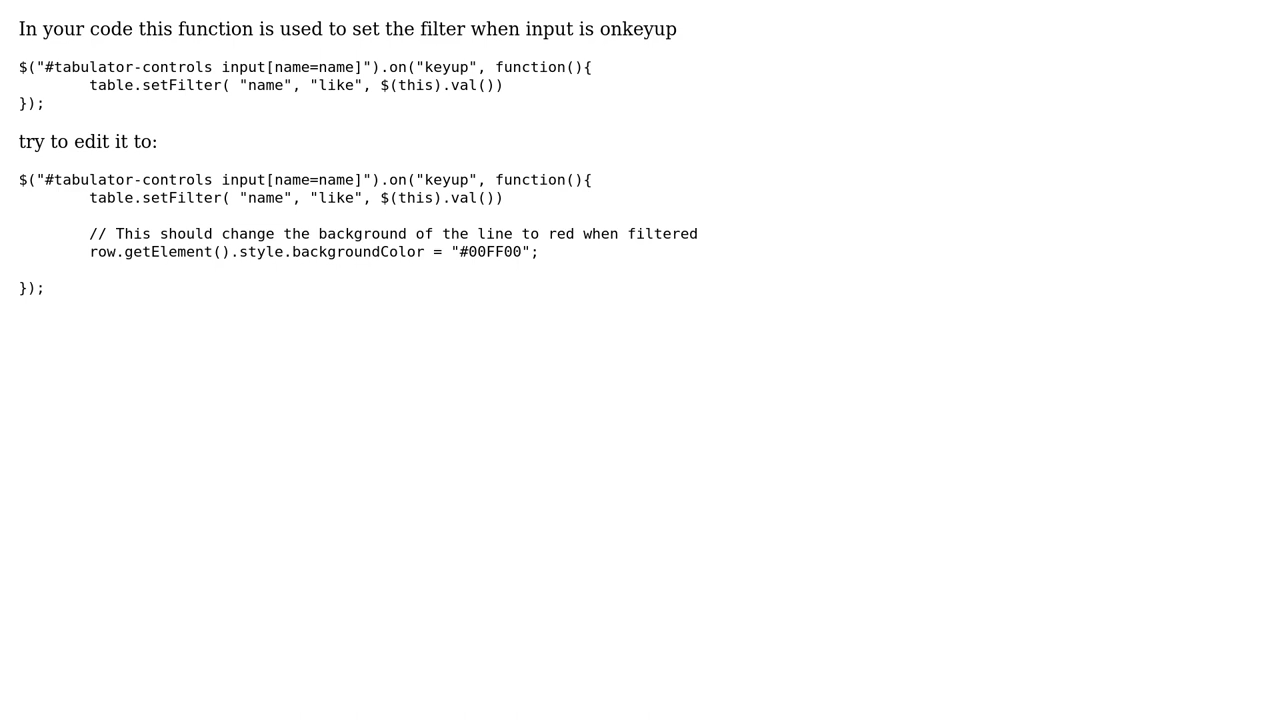 In your code this function is used to set the filter when input is onkeyup
$("#tabulator-controls input[name=name]").on("keyup", function(){
        table.setFilter( "name", "like", $(this).val())
});
try to edit it to:
$("#tabulator-controls input[name=name]").on("keyup", function(){
        table.setFilter( "name", "like", $(this).val())
        // This should change the background of the line to red when filtered
        row.getElement().style.backgroundColor = "#00FF00";
});